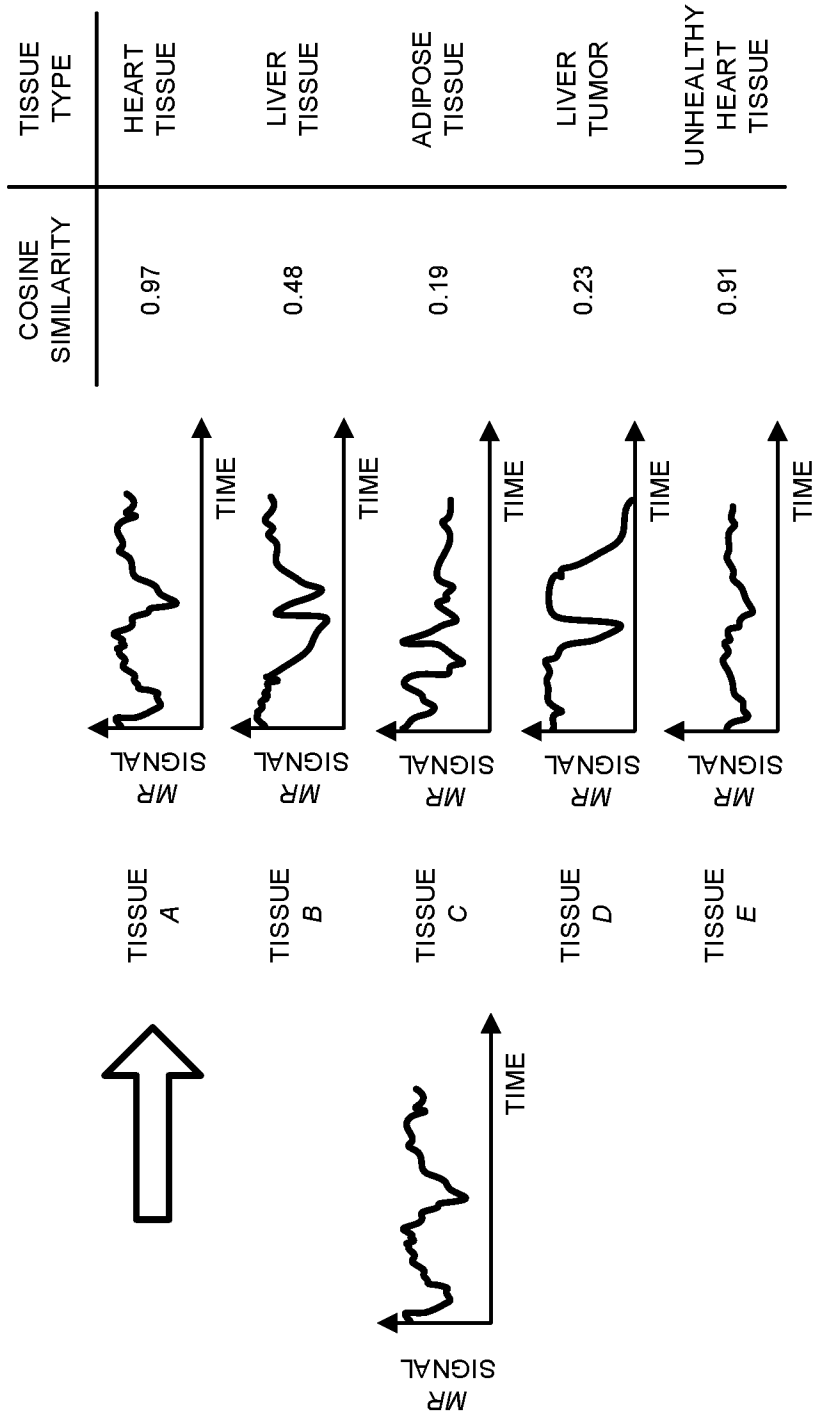 COSINE
SIMILARITY
TISSUE
TYPE
TISSUE
A
MR
SIGNAL
TIME
0.97
HEART
TISSUE
TISSUE
B
MR
SIGNAL
TIME
0.48
LIVER
TISSUE
MR
SIGNAL
TIME
TISSUE
C
MR
SIGNAL
TIME
0.19
ADIPOSE
TISSUE
TISSUE
D
MR
SIGNAL
TIME
0.23
LIVER
TUMOR
TISSUE
E
MR
SIGNAL
TIME
0.91
UNHEALTHY
HEART
TISSUE